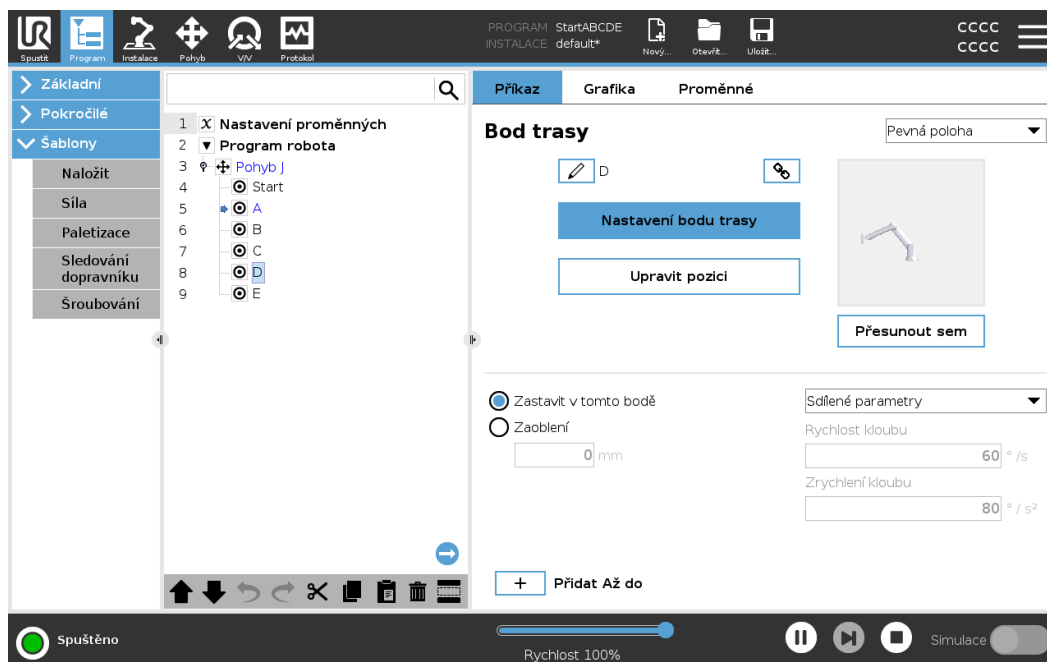 PROGRAM StartABCDE
INSTALACE default*
CCCC
CCCC
UR
Spustit
Program
Instalace
Pohyb
V/V
Protokol
Nový...
Otevřít...
Uložit...
Základní
Pokročilé
Šablony
Naložit
Síla
Paletizace
Sledování
dopravníku
Šroubování
1 X Nastavení proměnných
2 Program robota
3 Pohyb J
4 Start
5 A
6 B
7 C
8 D
9 E
Příkaz
Grafika
Proměnné
Bod trasy
Pevná poloha
D
Nastavení bodu trasy
Upravit pozici
Přesunout sem
Zastavit v tomto bodě
Zaoblení
0 mm
Sdílené parametry
Rychlost kloubu
60 ° /s
Zrychlení kloubu
80 ° / s²
+ Přidat Až do
Spuštěno
Rychlost 100%
Simulace